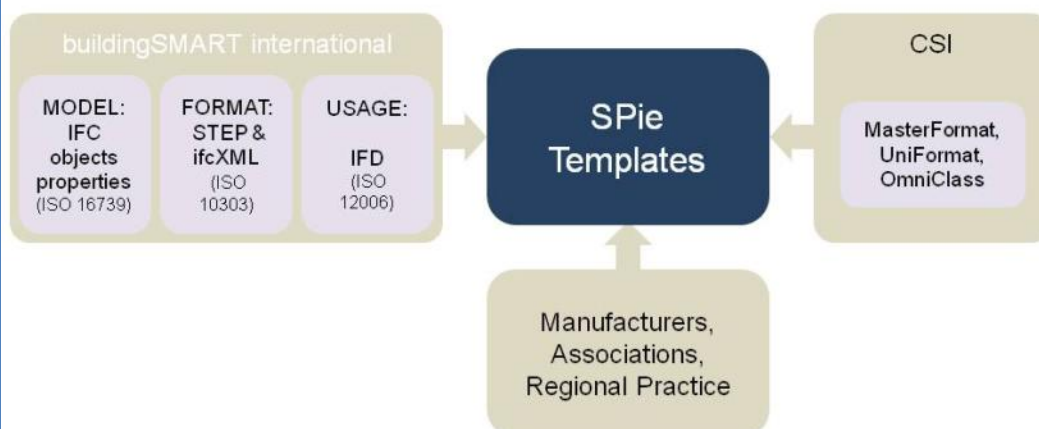 buildingSMART international
MODEL:
IFC
objects
properties
(ISO 16739)
FORMAT:
STEP &
ifcXML
(ISO
10303)
USAGE:
IFD
(ISO
12006)
SPie
Templates
CSI
MasterFormat,
UniFormat,
OmniClass
Manufacturers,
Associations,
Regional Practice